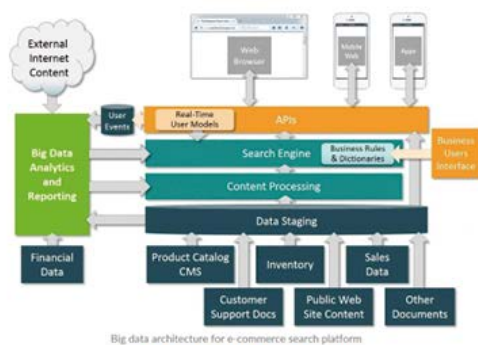 External
Internet
Content
Web
Browser
Mobile
Web
Apps
User
Events
Real-Time
User Models
APIs
Big Data
Analytics
and
Reporting
Search Engine
Business Rules
& Dictionaries
Business
Users
Interface
Content Processing
Data Staging
Financial
Data
Product Catalog
CMS
Inventory
Sales
Data
Customer
Support Docs
Public Web
Site Content
Other
Documents
Big data architecture for e-commerce search platform